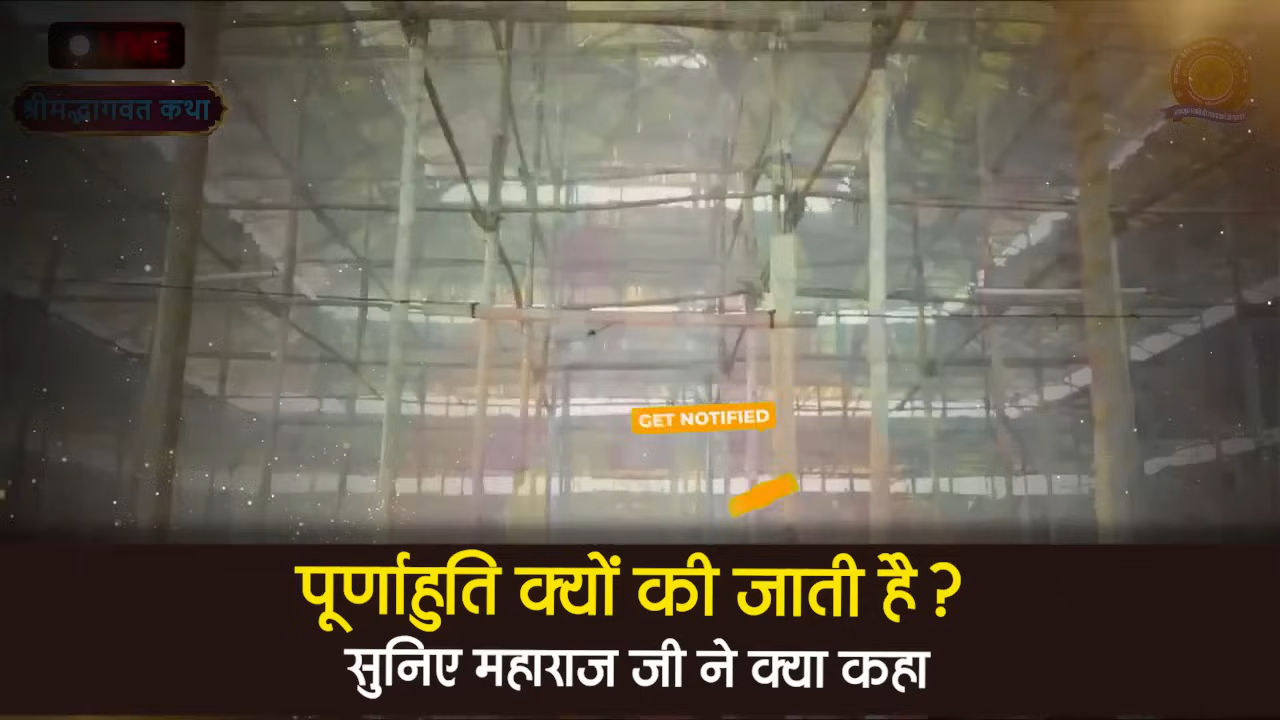 LIVE
श्रीमद्भागवत कथा
GET NOTIFIED
पूर्णाहुति क्यों की जाती है ?
सुनिए महाराज जी ने क्या कहा